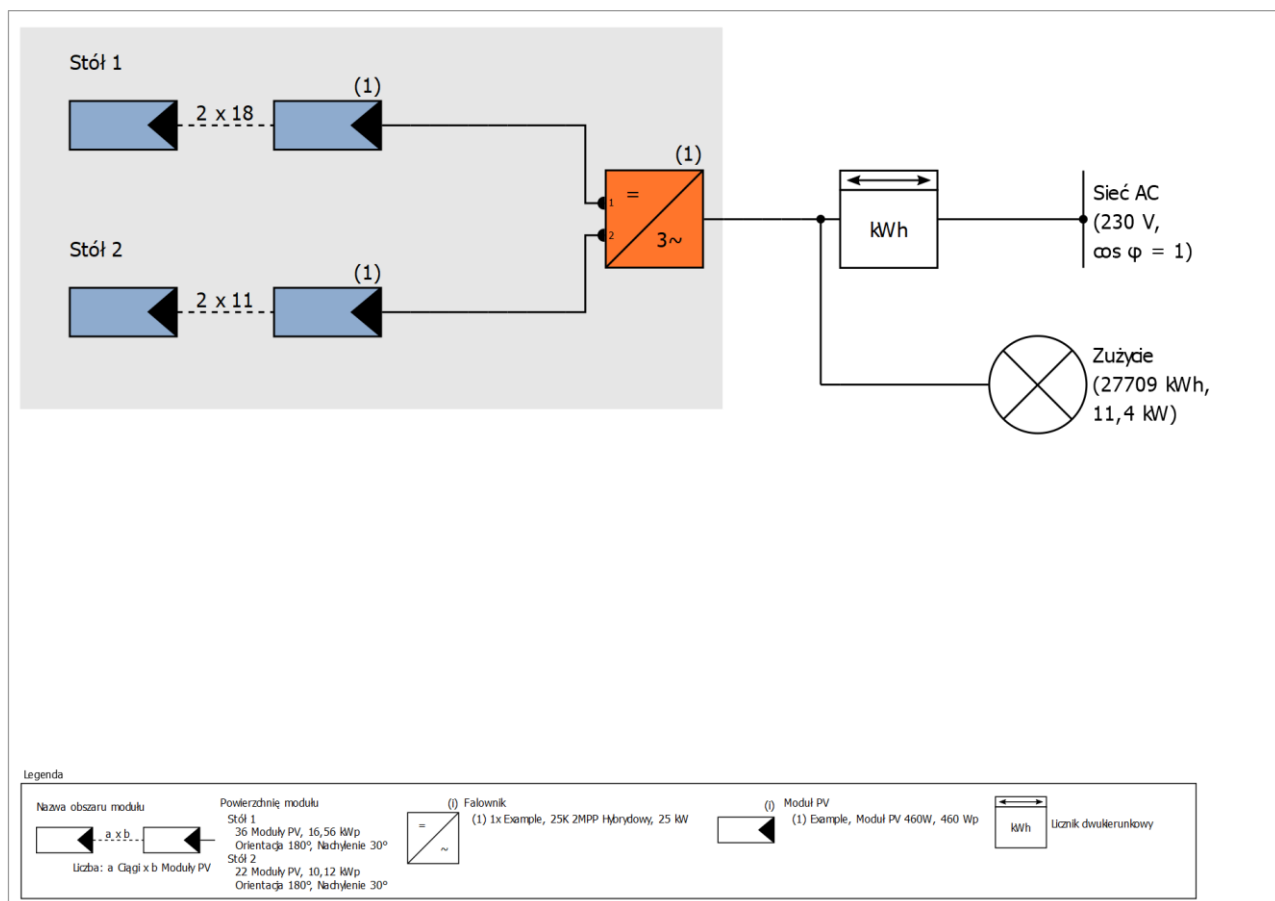 Stół 1
(1)
2 x 18
(1)
1
=
2
3~
Stół 2
(1)
2 x 11
kWh
Sieć AC
(230 V,
cos φ = 1)
Zużycie
(27709 kWh,
11,4 kW)
Legenda
Nazwa obszaru modułu
a x b
Liczba: a Ciągi x b Moduły PV
Powierzchnię modułu
Stół 1
36 Moduły PV, 16,56 kWp
Orientacja 180°, Nachylenie 30°
Stół 2
22 Moduły PV, 10,12 kWp
Orientacja 180°, Nachylenie 30°
=
~
(i) Falownik
(1) 1x Example, 25K 2MPP Hybrydowy, 25 kW
(i) Moduł PV
(1) Example, Moduł PV 460W, 460 Wp
kWh
Licznik dwukierunkowy